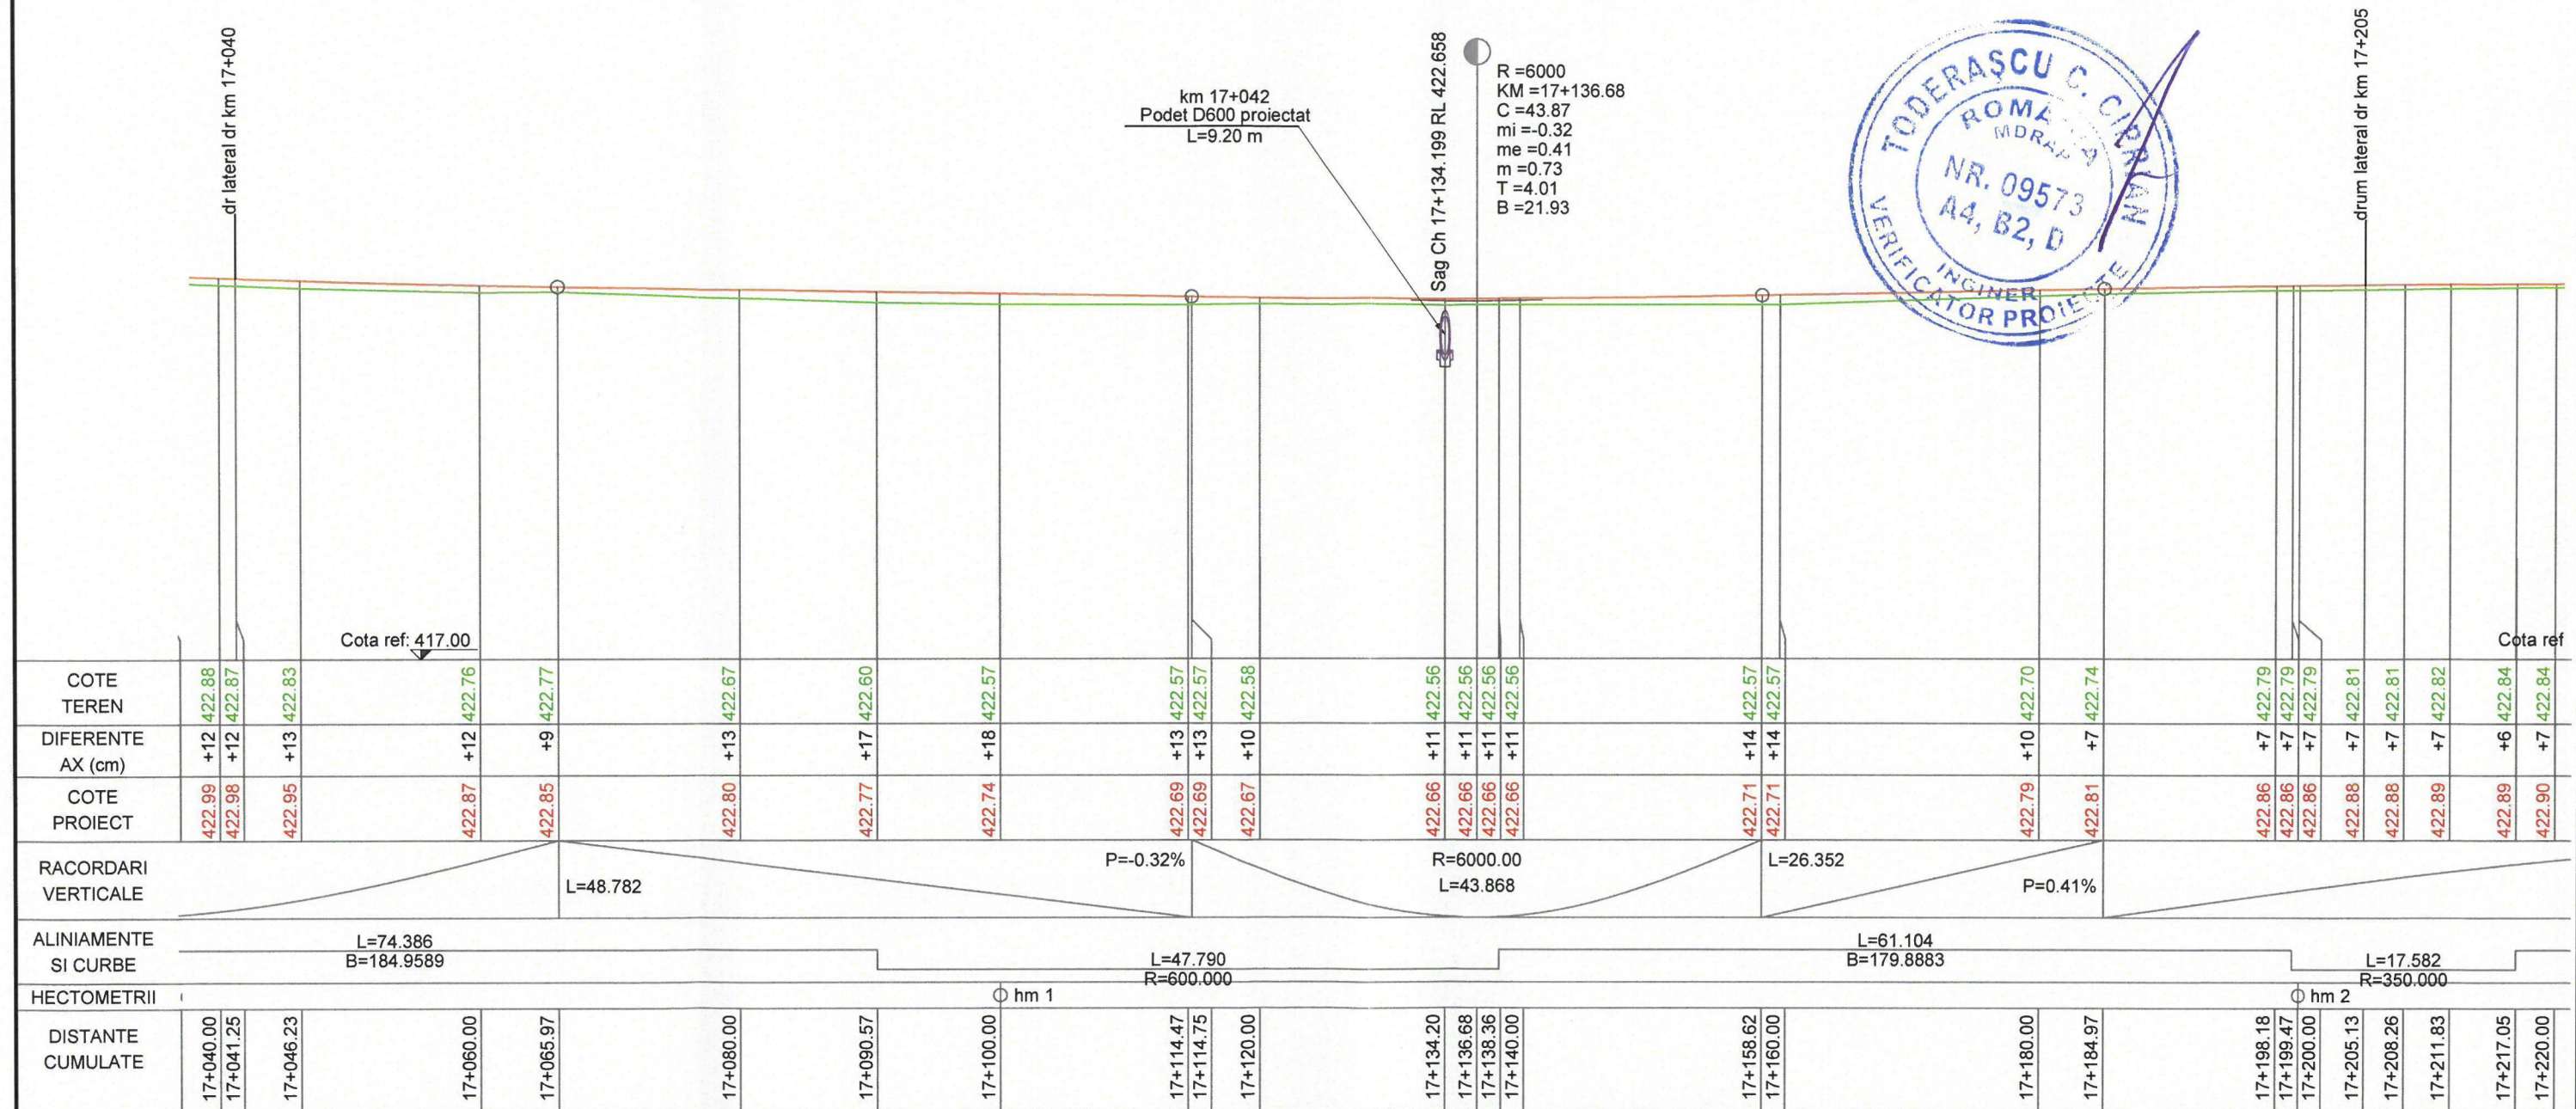 dr lateral dr km 17+040
km 17+042
Podet D600 proiectat
L=9.20 m
Sag Ch 17+134.199 RL 422.658
R =6000
KM =17+136.68
C =43.87
mi =-0.32
me =0.41
m =0.73
T =4.01
B =21.93
TODERAȘCU C. CIPRIAN
MDRAP
NR. 09573
A4, B2, D
INGINER
VERIFICATOR PROIECTE
drum lateral dr km 17+205
Cota ref: 417.00
Cota ref
COTE TEREN
422.88 422.87 422.83 422.76 422.77 422.67 422.60 422.57 422.57 422.57 422.58 422.56 422.56 422.56 422.56 422.57 422.57 422.70 422.74 422.79 422.79 422.79 422.81 422.81 422.82 422.84 422.84
DIFERENTE AX (cm)
+12 +12 +13 +12 +9 +13 +17 +18 +13 +13 +10 +11 +11 +11 +11 +14 +14 +10 +7 +7 +7 +7 +7 +7 +7 +6 +7
COTE PROIECT
422.99 422.98 422.95 422.87 422.85 422.80 422.77 422.74 422.69 422.69 422.67 422.66 422.66 422.66 422.66 422.71 422.71 422.79 422.81 422.86 422.86 422.86 422.88 422.88 422.89 422.89 422.90
RACORDARI VERTICALE
L=48.782
P=-0.32%
R=6000.00
L=43.868
L=26.352
P=0.41%
ALINIAMENTE SI CURBE
L=74.386
B=184.9589
L=47.790
R=600.000
L=61.104
B=179.8883
L=17.582
R=350.000
HECTOMETRII
hm 1
hm 2
DISTANTE CUMULATE
17+040.00 17+041.25 17+046.23 17+060.00 17+065.97 17+080.00 17+090.57 17+100.00 17+114.47 17+114.75 17+120.00 17+134.20 17+136.68 17+138.36 17+140.00 17+158.62 17+160.00 17+180.00 17+184.97 17+198.18 17+199.47 17+200.00 17+205.13 17+208.26 17+211.83 17+217.05 17+220.00